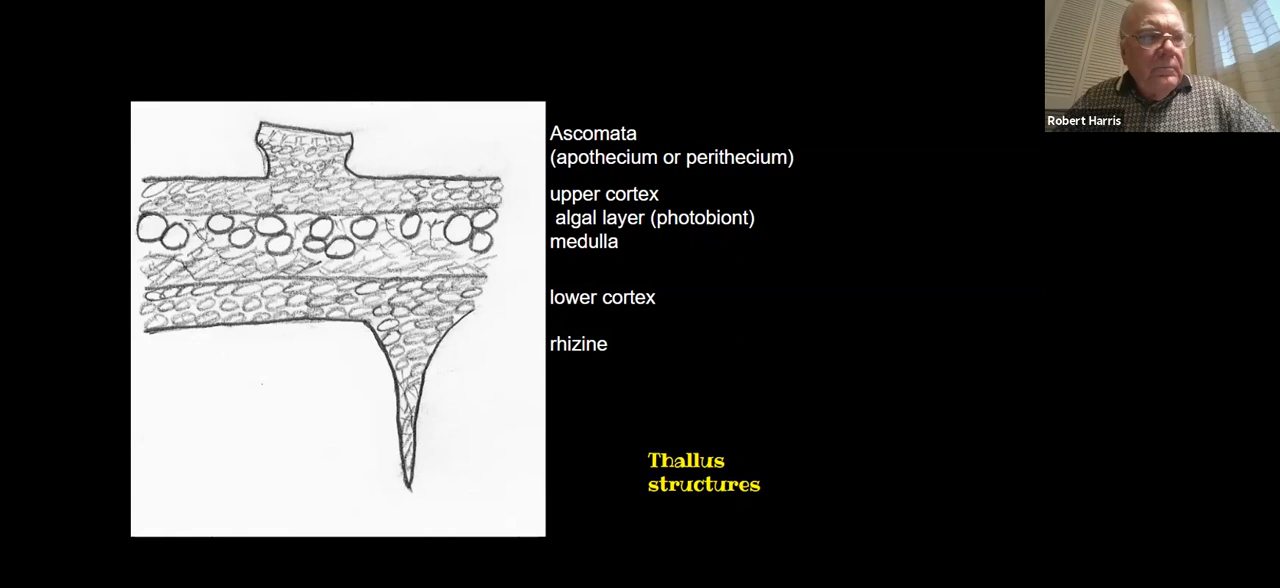 Robert Harris
Ascomata
(apothecium or perithecium)
upper cortex
algal layer (photobiont)
medulla
lower cortex
rhizine
Thallus
structures